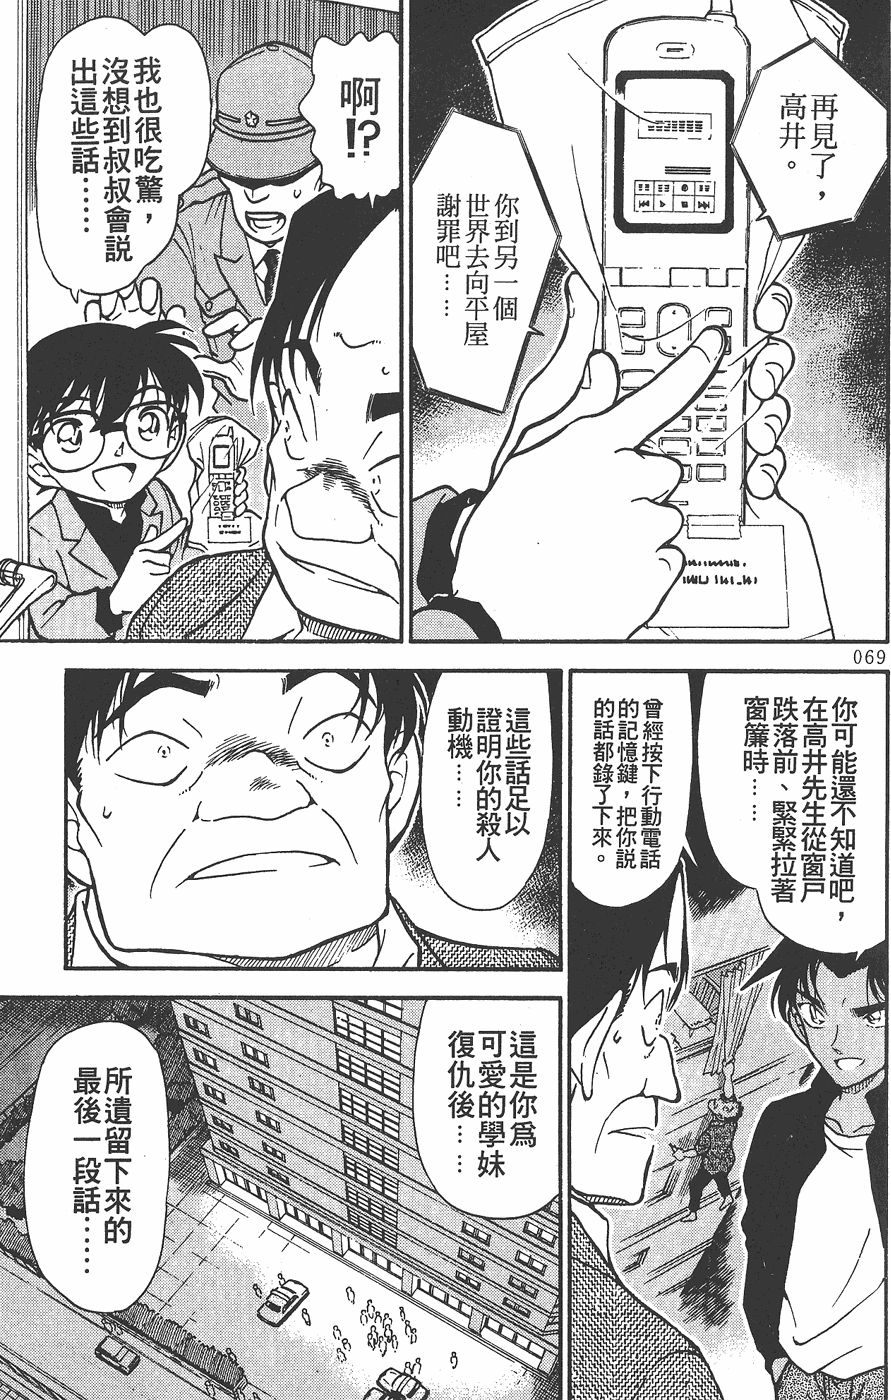 再見了，
高井。
你到另一個
世界去向平屋
謝罪吧……
啊!?
我也很吃驚，
沒想到叔叔會說
出這些話……
069
你可能還不知道吧，
在高井先生從窗戶
跌落前、緊緊拉著
窗簾時……
曾經按下行動電話
的記憶鍵，把你說
的話都錄了下來。
這些話足以
證明你的殺人
動機……
這是你為
可愛的學妹
復仇後……
所遺留下來的
最後一段話……